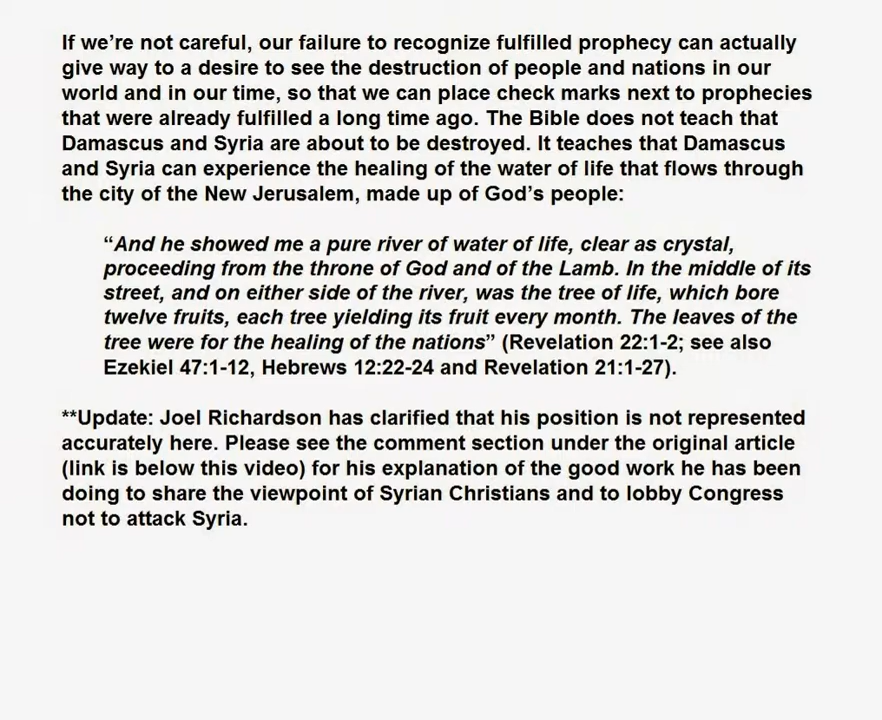 If we’re not careful, our failure to recognize fulfilled prophecy can actually
give way to a desire to see the destruction of people and nations in our
world and in our time, so that we can place check marks next to prophecies
that were already fulfilled a long time ago. The Bible does not teach that
Damascus and Syria are about to be destroyed. It teaches that Damascus
and Syria can experience the healing of the water of life that flows through
the city of the New Jerusalem, made up of God’s people:
“And he showed me a pure river of water of life, clear as crystal,
proceeding from the throne of God and of the Lamb. In the middle of its
street, and on either side of the river, was the tree of life, which bore
twelve fruits, each tree yielding its fruit every month. The leaves of the
tree were for the healing of the nations” (Revelation 22:1-2; see also
Ezekiel 47:1-12, Hebrews 12:22-24 and Revelation 21:1-27).
**Update: Joel Richardson has clarified that his position is not represented
accurately here. Please see the comment section under the original article
(link is below this video) for his explanation of the good work he has been
doing to share the viewpoint of Syrian Christians and to lobby Congress
not to attack Syria.